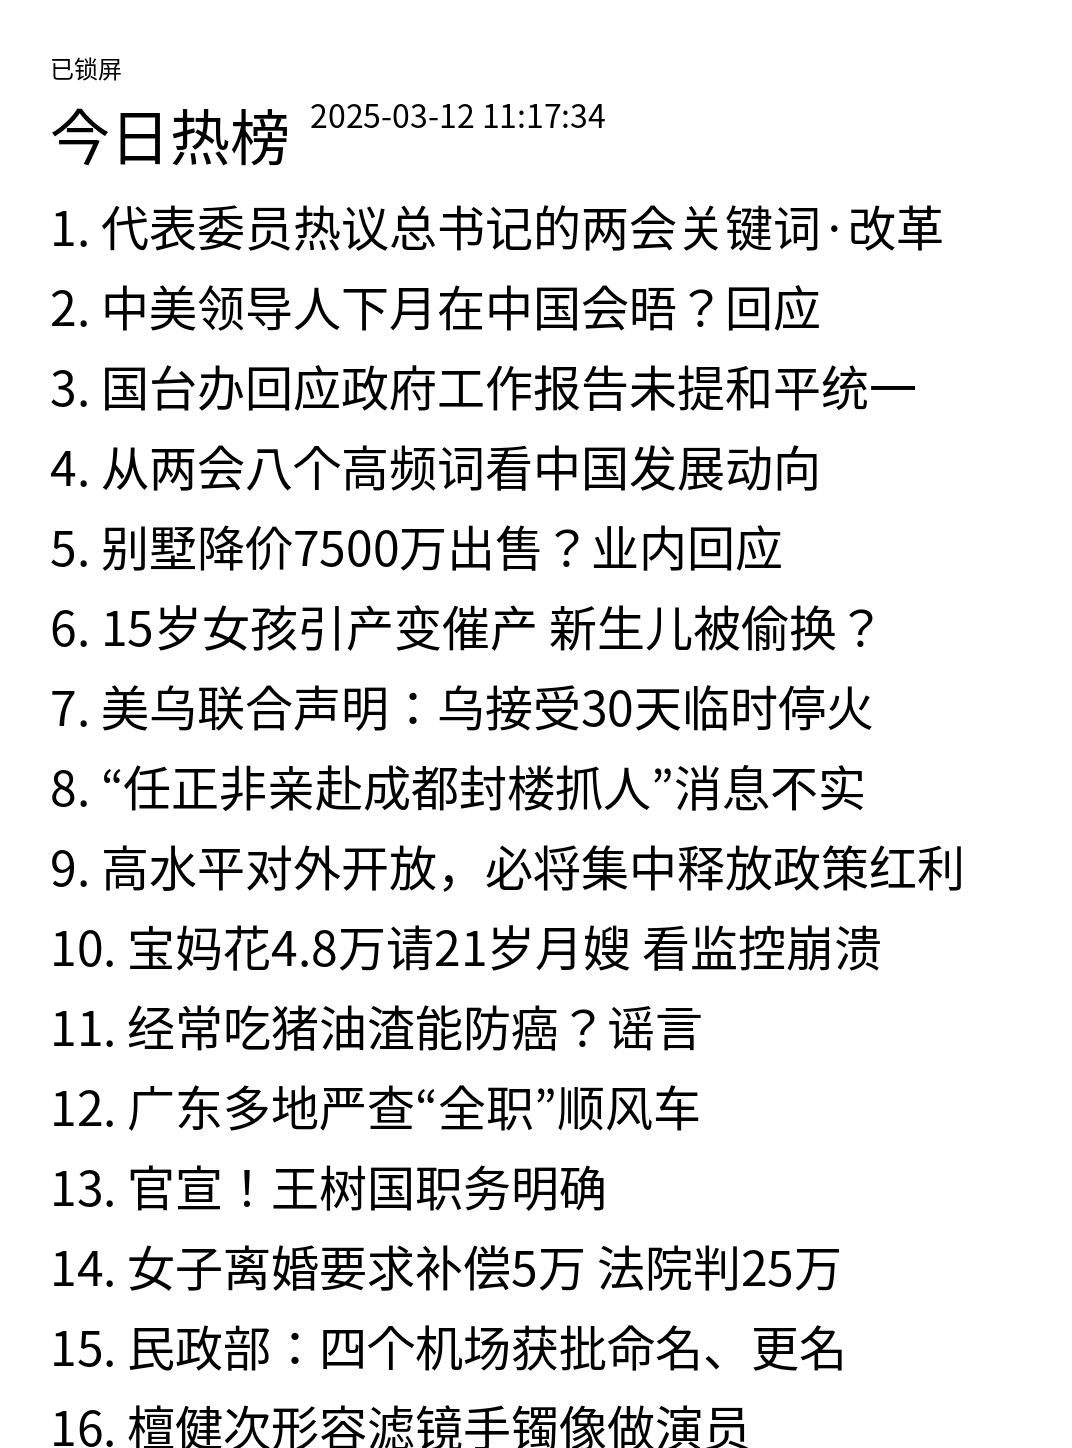 已锁屏
今日热榜 2025-03-12 11:17:34
1. 代表委员热议总书记的两会关键词·改革
2. 中美领导人下月在中国会晤？回应
3. 国台办回应政府工作报告未提和平统一
4. 从两会八个高频词看中国发展动向
5. 别墅降价7500万出售？业内回应
6. 15岁女孩引产变催产 新生儿被偷换？
7. 美乌联合声明：乌接受30天临时停火
8. “任正非亲赴成都封楼抓人”消息不实
9. 高水平对外开放，必将集中释放政策红利
10. 宝妈花4.8万请21岁月嫂 看监控崩溃
11. 经常吃猪油渣能防癌？谣言
12. 广东多地严查“全职”顺风车
13. 官宣！王树国职务明确
14. 女子离婚要求补偿5万 法院判25万
15. 民政部：四个机场获批命名、更名
16. 檀健次形容滤镜手镯像做演员